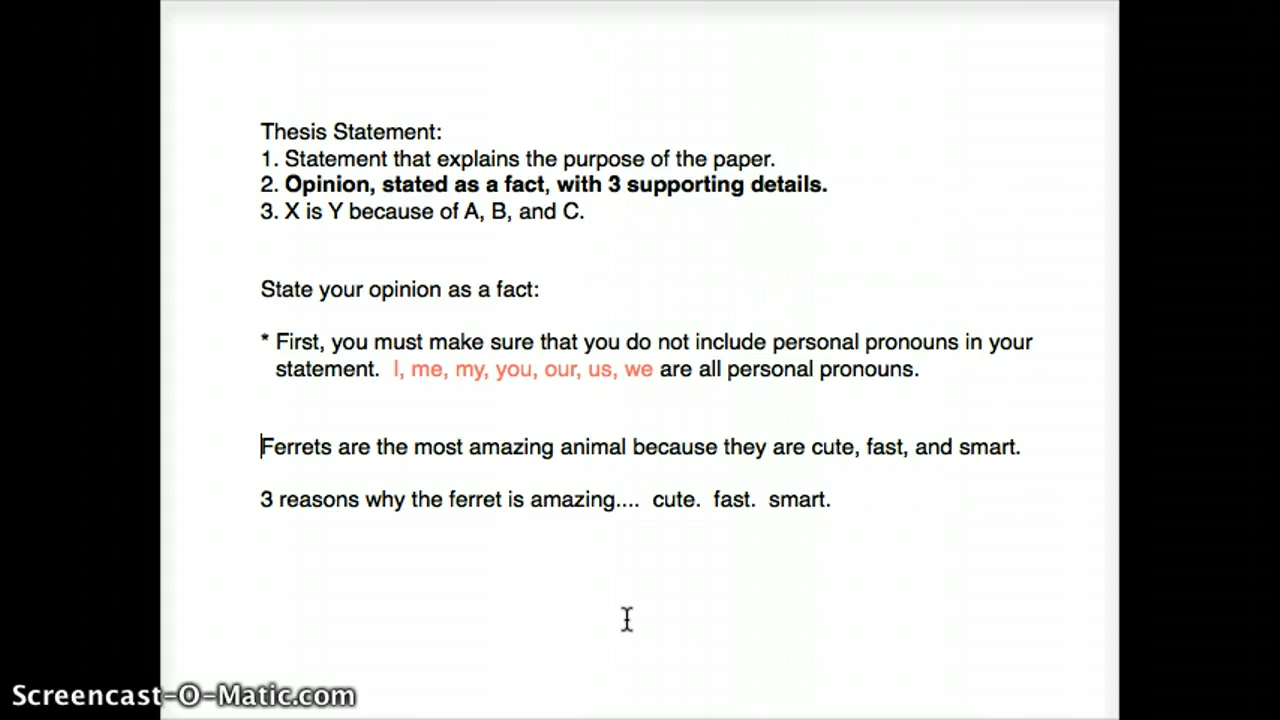 Thesis Statement:
1. Statement that explains the purpose of the paper.
2. Opinion, stated as a fact, with 3 supporting details.
3. X is Y because of A, B, and C.
State your opinion as a fact:
* First, you must make sure that you do not include personal pronouns in your
statement.  I, me, my, you, our, us, we are all personal pronouns.
Ferrets are the most amazing animal because they are cute, fast, and smart.
3 reasons why the ferret is amazing....  cute.  fast.  smart.
Screencast-O-Matic.com